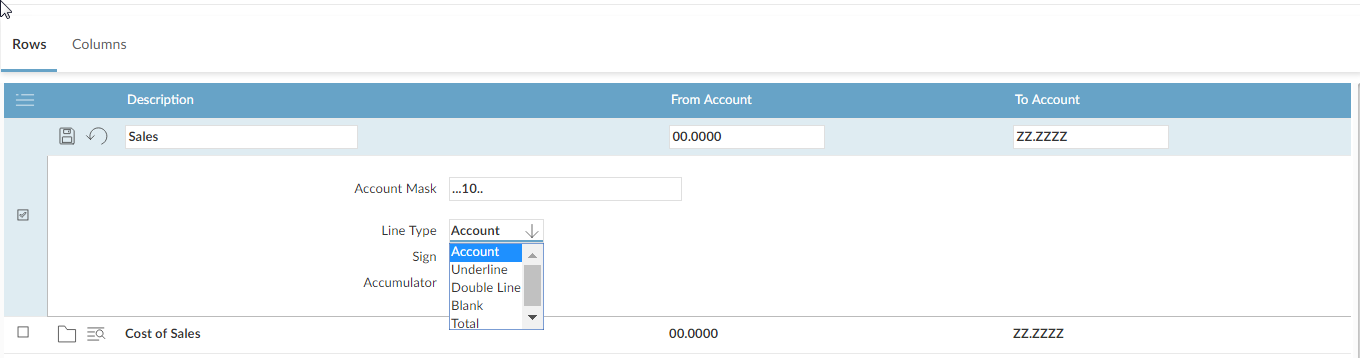 Rows Columns
Description From Account To Account
Sales 00.0000 ZZ.ZZZZ
Account Mask ...10..
Line Type Account
Sign
Accumulator
Account
Underline
Double Line
Blank
Total
Cost of Sales 00.0000 ZZ.ZZZZ